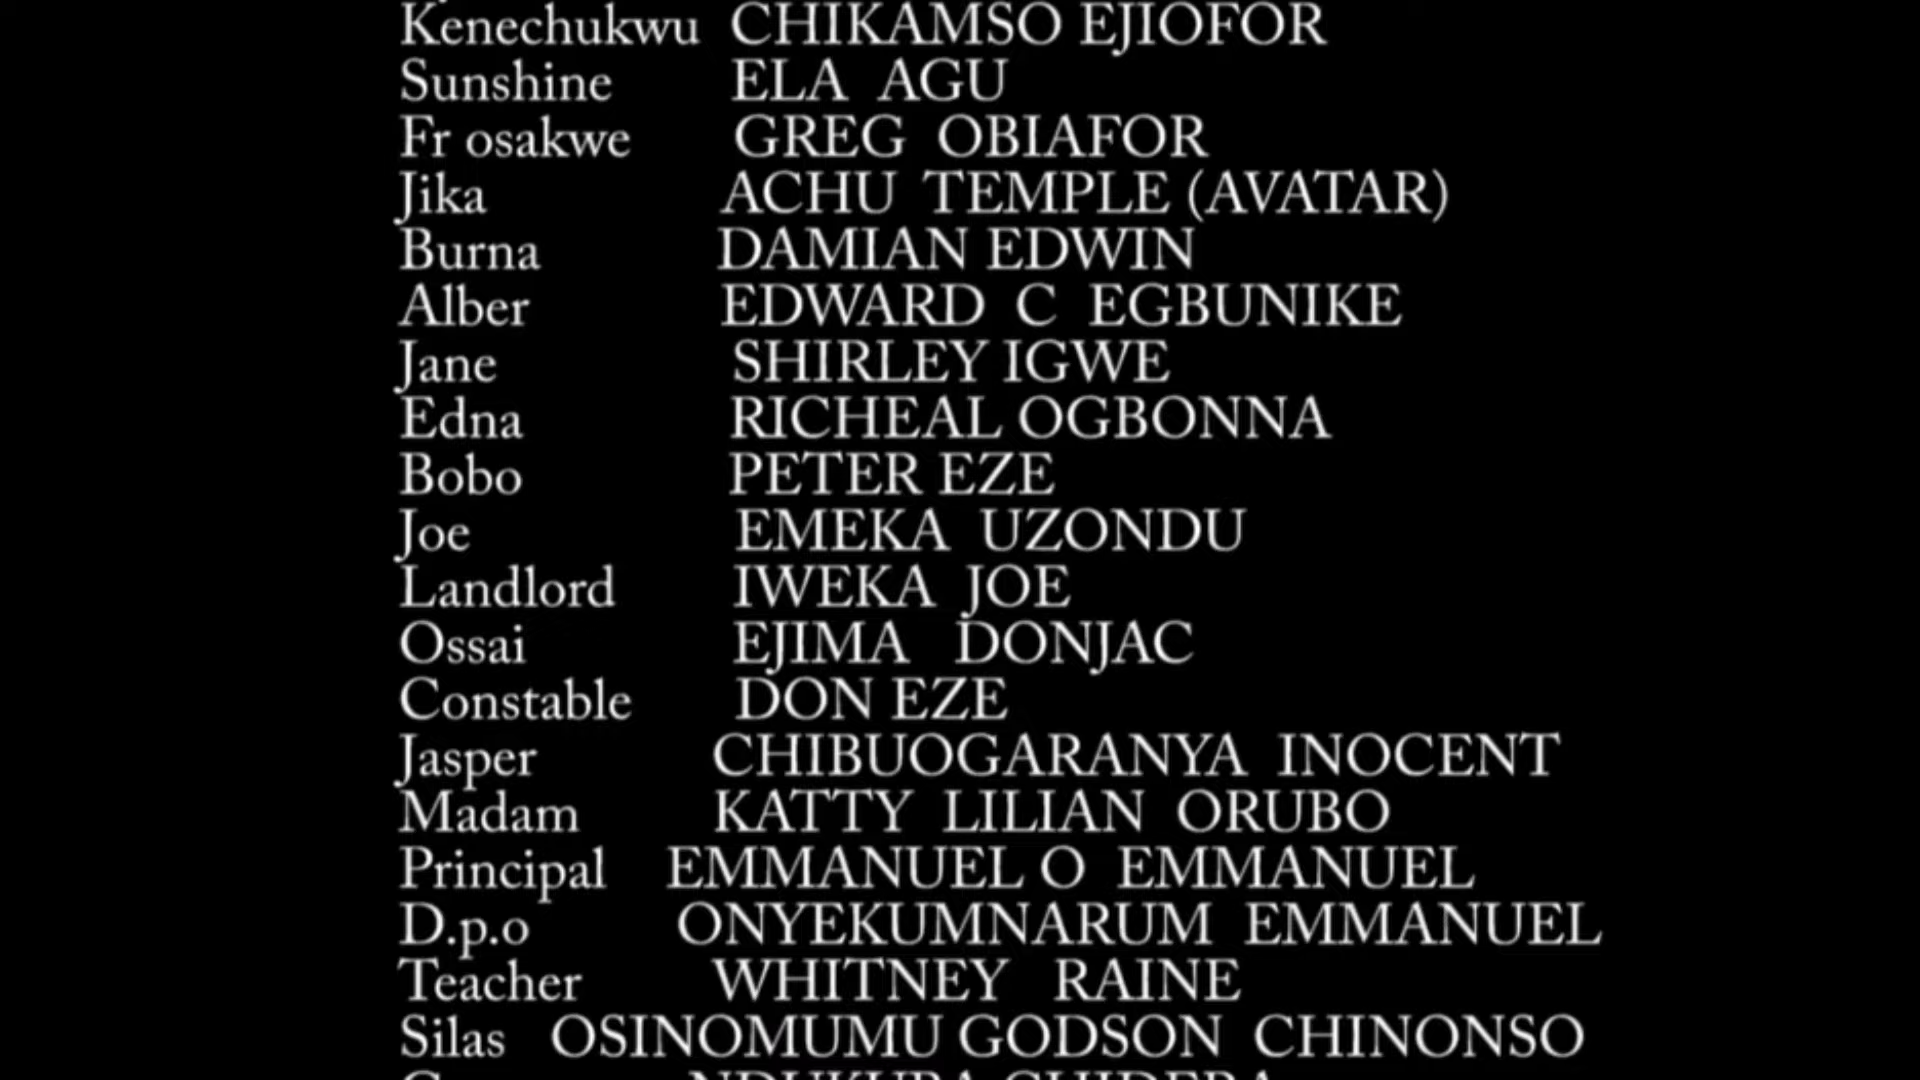 Kenechukwu CHIKAMSO EJIOFOR
Sunshine ELA AGU
Fr osakwe GREG OBIAFOR
Jika ACHU TEMPLE (AVATAR)
Burna DAMIAN EDWIN
Alber EDWARD C EGBUNIKE
Jane SHIRLEY IGWE
Edna RICHEAL OGBONNA
Bobo PETER EZE
Joe EMEKA UZONDU
Landlord IWEKA JOE
Ossai EJIMA DONJAC
Constable DON EZE
Jasper CHIBUOGARANYA INOCENT
Madam KATTY LILIAN ORUBO
Principal EMMANUEL O EMMANUEL
D.p.o ONYEKUMNARUM EMMANUEL
Teacher WHITNEY RAINE
Silas OSINOMUMU GODSON CHINONSO